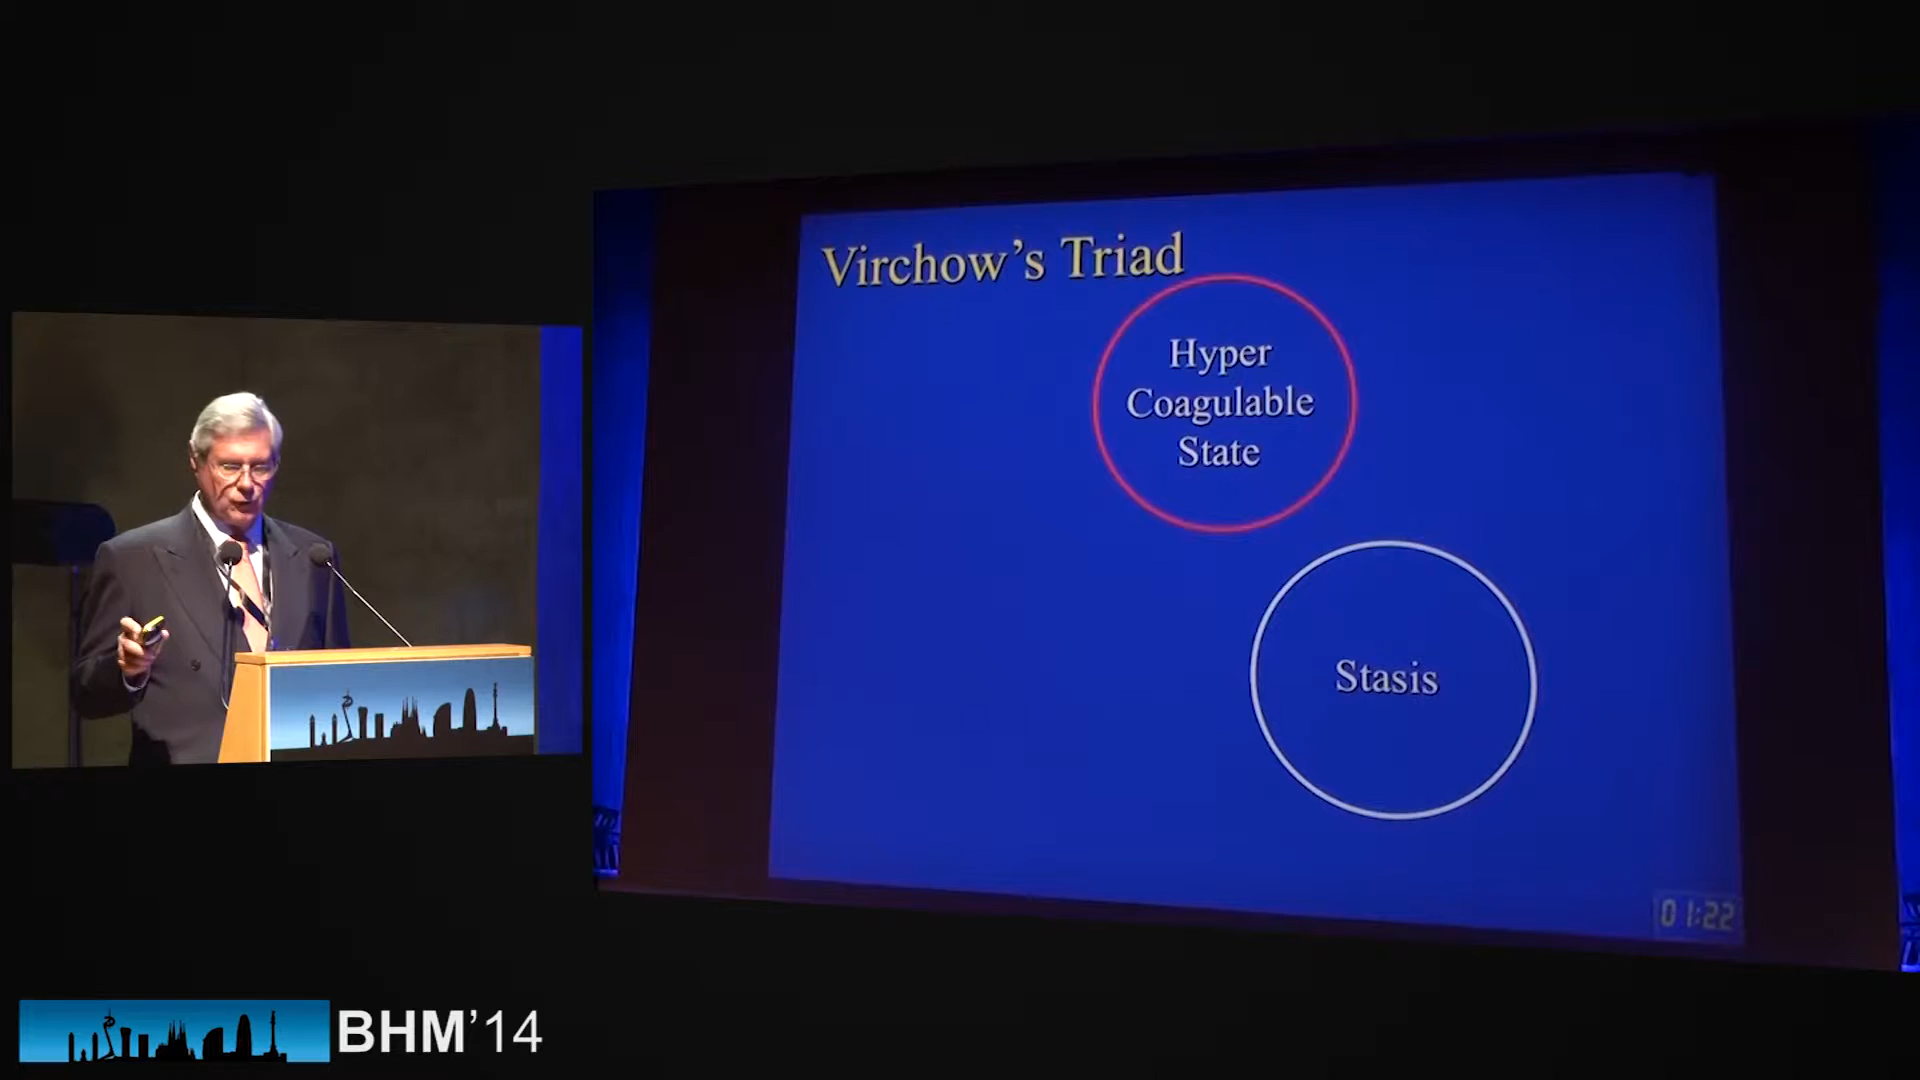 Virchow's Triad
Hyper
Coagulable
State
Stasis
01:22
BHM'14